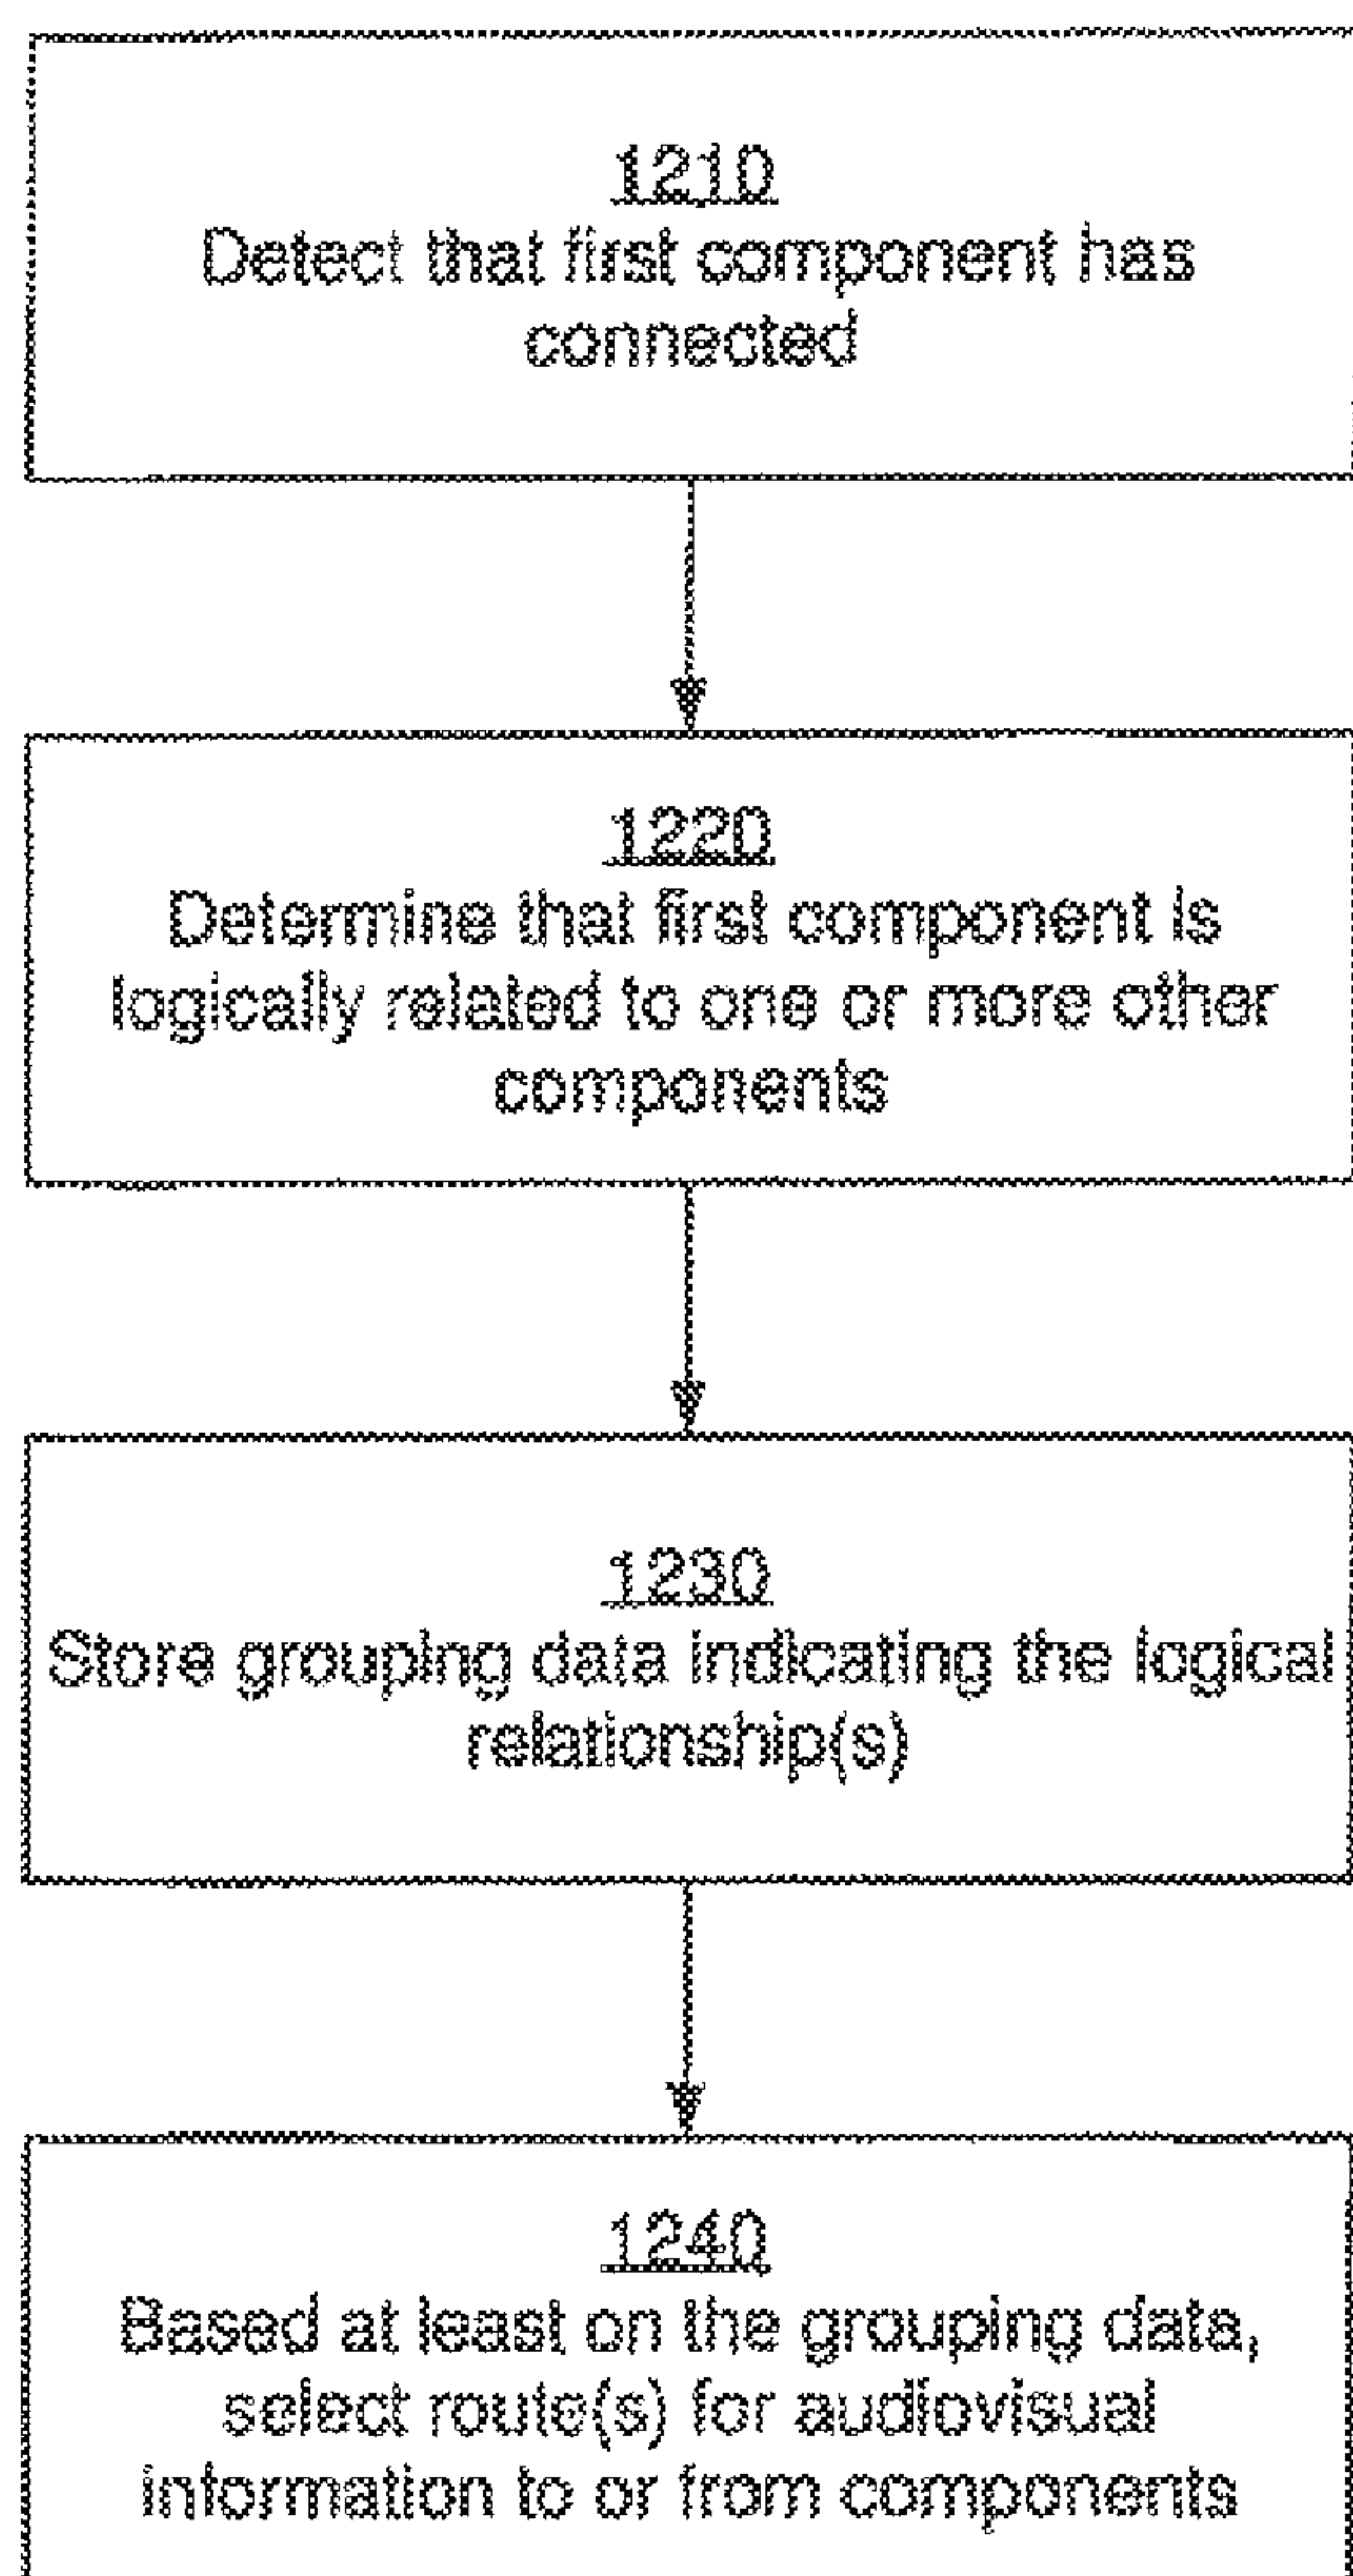 1210
Detect that first component has
connected
1220
Determine that first component is
logically related to one or more other
components
1230
Store grouping data indicating the logical
relationship(s)
1240
Based at least on the grouping data,
select route(s) for audiovisual
information to or from components